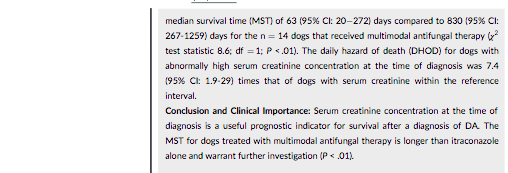 median survival time (MST) of 63 (95% CI: 20–272) days compared to 830 (95% CI:
267-1259) days for the n = 14 dogs that received multimodal antifungal therapy (χ²
test statistic 8.6; df = 1; P < .01). The daily hazard of death (DHOD) for dogs with
abnormally high serum creatinine concentration at the time of diagnosis was 7.4
(95% CI: 1.9-29) times that of dogs with serum creatinine within the reference
interval.
Conclusion and Clinical Importance: Serum creatinine concentration at the time of
diagnosis is a useful prognostic indicator for survival after a diagnosis of DA. The
MST for dogs treated with multimodal antifungal therapy is longer than itraconazole
alone and warrant further investigation (P < .01).